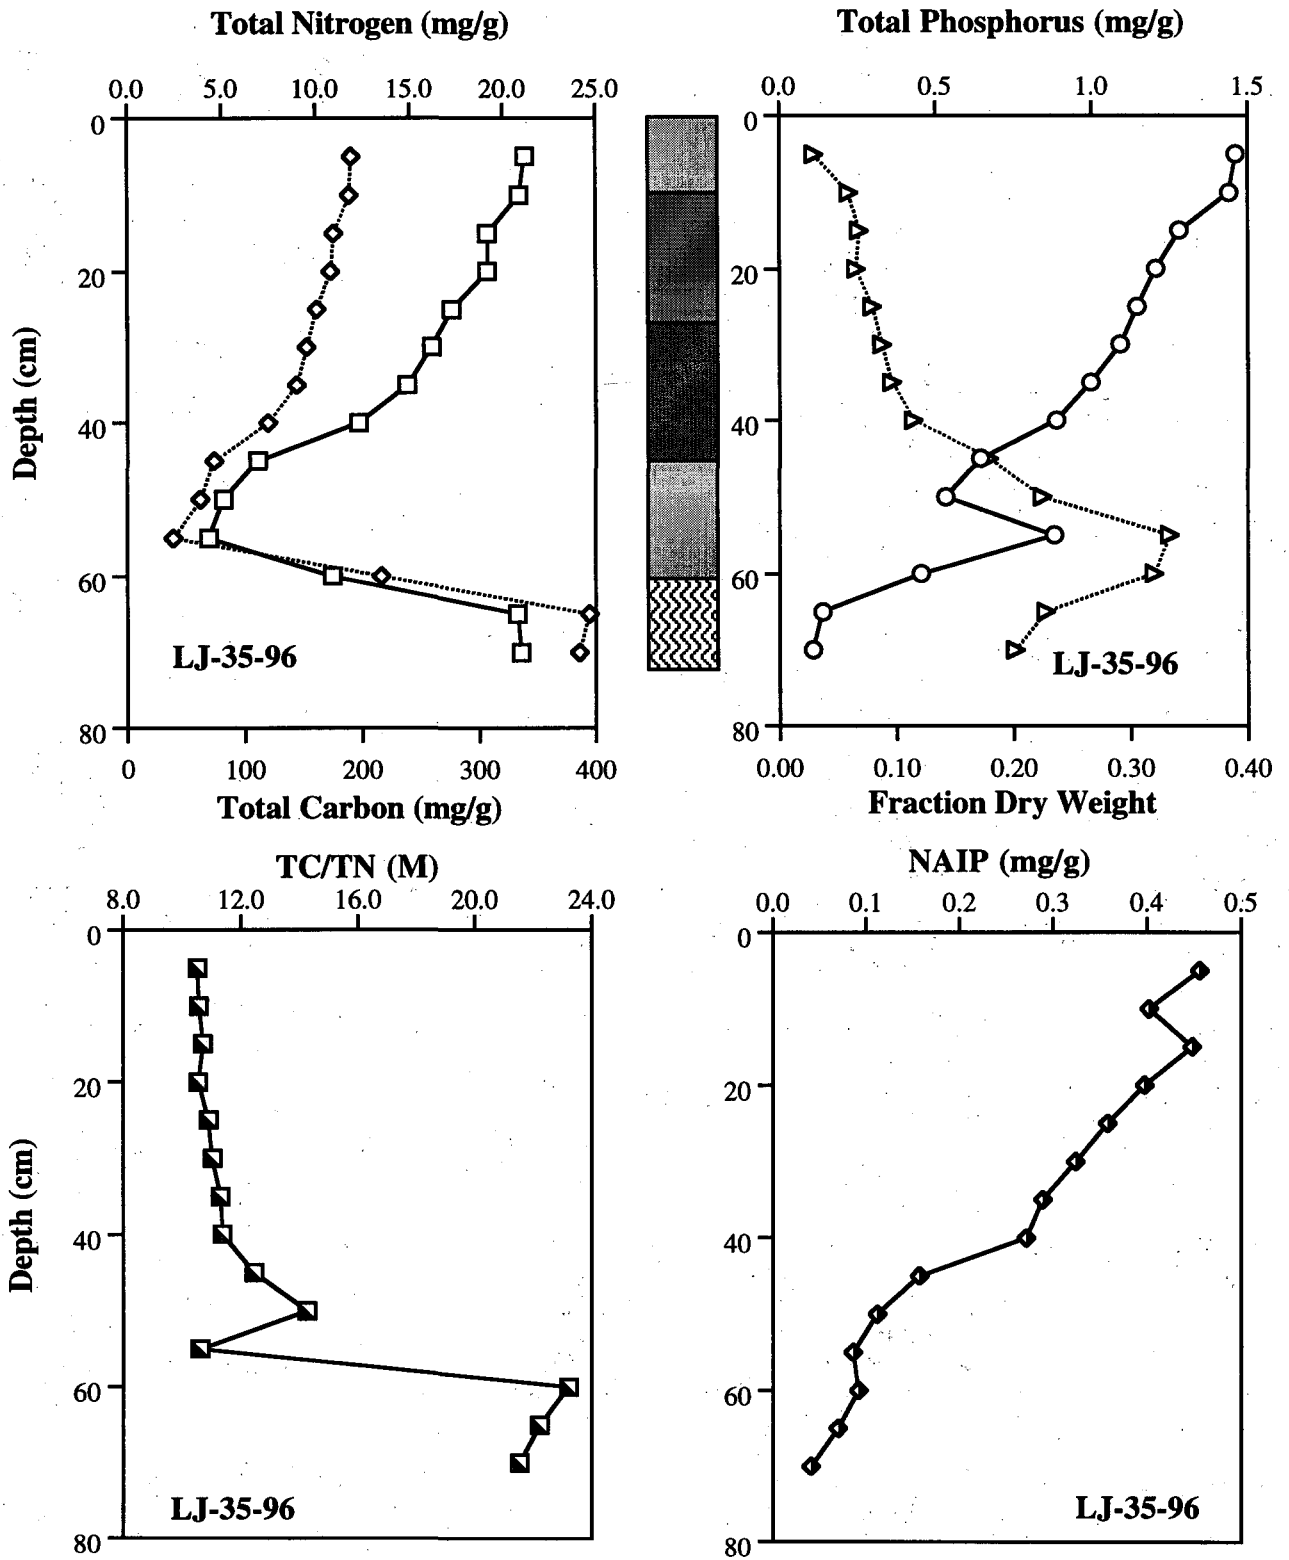 Total Nitrogen (mg/g)
0.0 5.0 10.0 15.0 20.0 25.0
0
20
40
60
80
Depth (cm)
LJ-35-96
0 100 200 300 400
Total Carbon (mg/g)
Total Phosphorus (mg/g)
0.0 0.5 1.0 1.5
0
20
40
60
80
LJ-35-96
0.00 0.10 0.20 0.30 0.40
Fraction Dry Weight
TC/TN (M)
8.0 12.0 16.0 20.0 24.0
0
20
40
60
80
Depth (cm)
LJ-35-96
NAIP (mg/g)
0.0 0.1 0.2 0.3 0.4 0.5
0
20
40
60
80
LJ-35-96